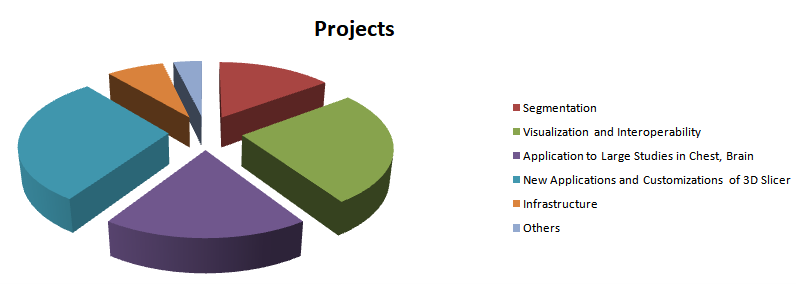 Projects
Segmentation
Visualization and Interoperability
Application to Large Studies in Chest, Brain
New Applications and Customizations of 3D Slicer
Infrastructure
Others